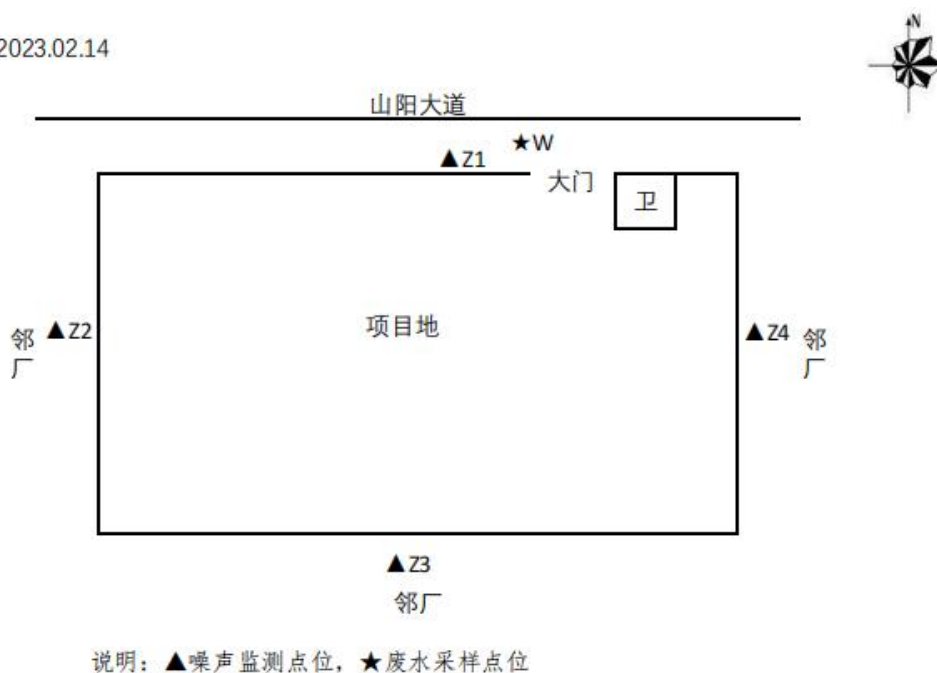 2023.02.14
N
山阳大道
★W
▲Z1
大门
卫
项目地
邻厂
▲Z2
▲Z4
邻厂
▲Z3
邻厂
说明：▲噪声监测点位，★废水采样点位